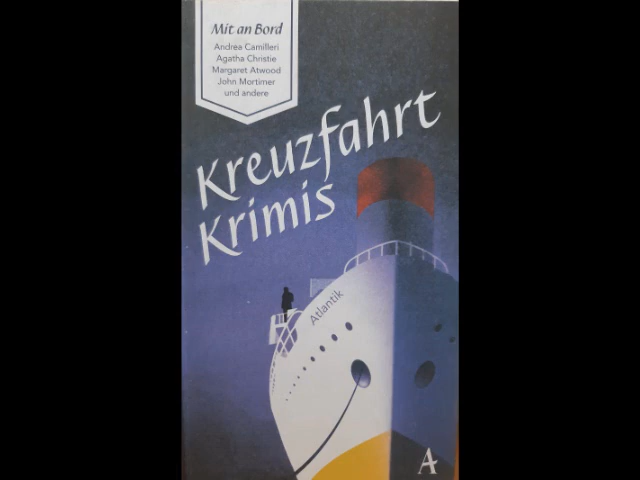 Mit an Bord
Andrea Camilleri
Agatha Christie
Margaret Atwood
John Mortimer
und andere
Kreuzfahrt
Krimis
Atlantik
A